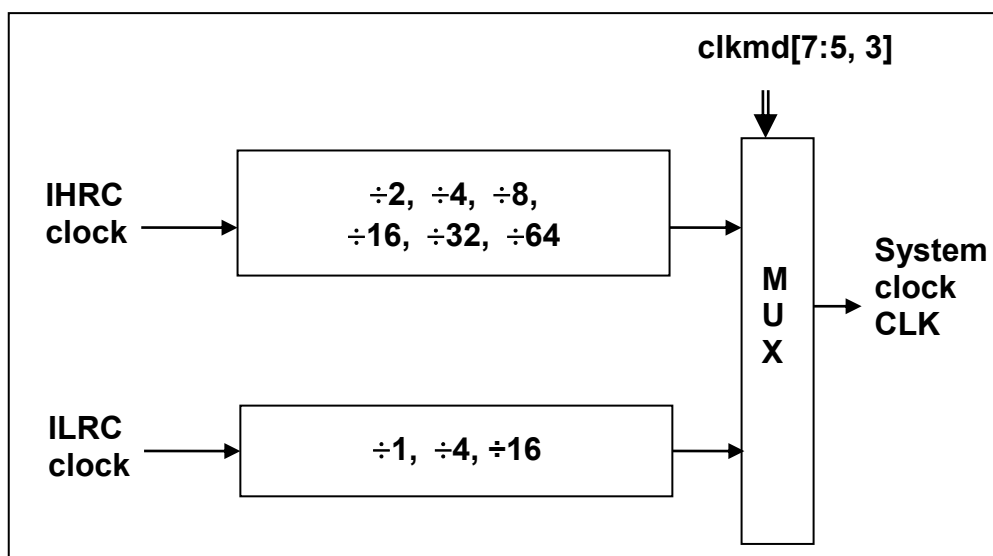 clkmd[7:5, 3]
IHRC
clock
÷2, ÷4, ÷8,
÷16, ÷32, ÷64
M
U
X
System
clock
CLK
ILRC
clock
÷1, ÷4, ÷16